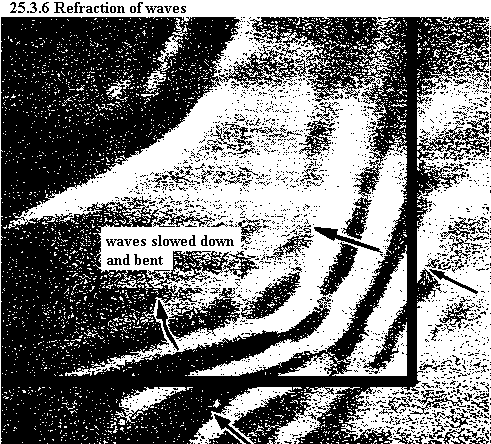 25.3.6 Refraction of waves
waves slowed down
and bent